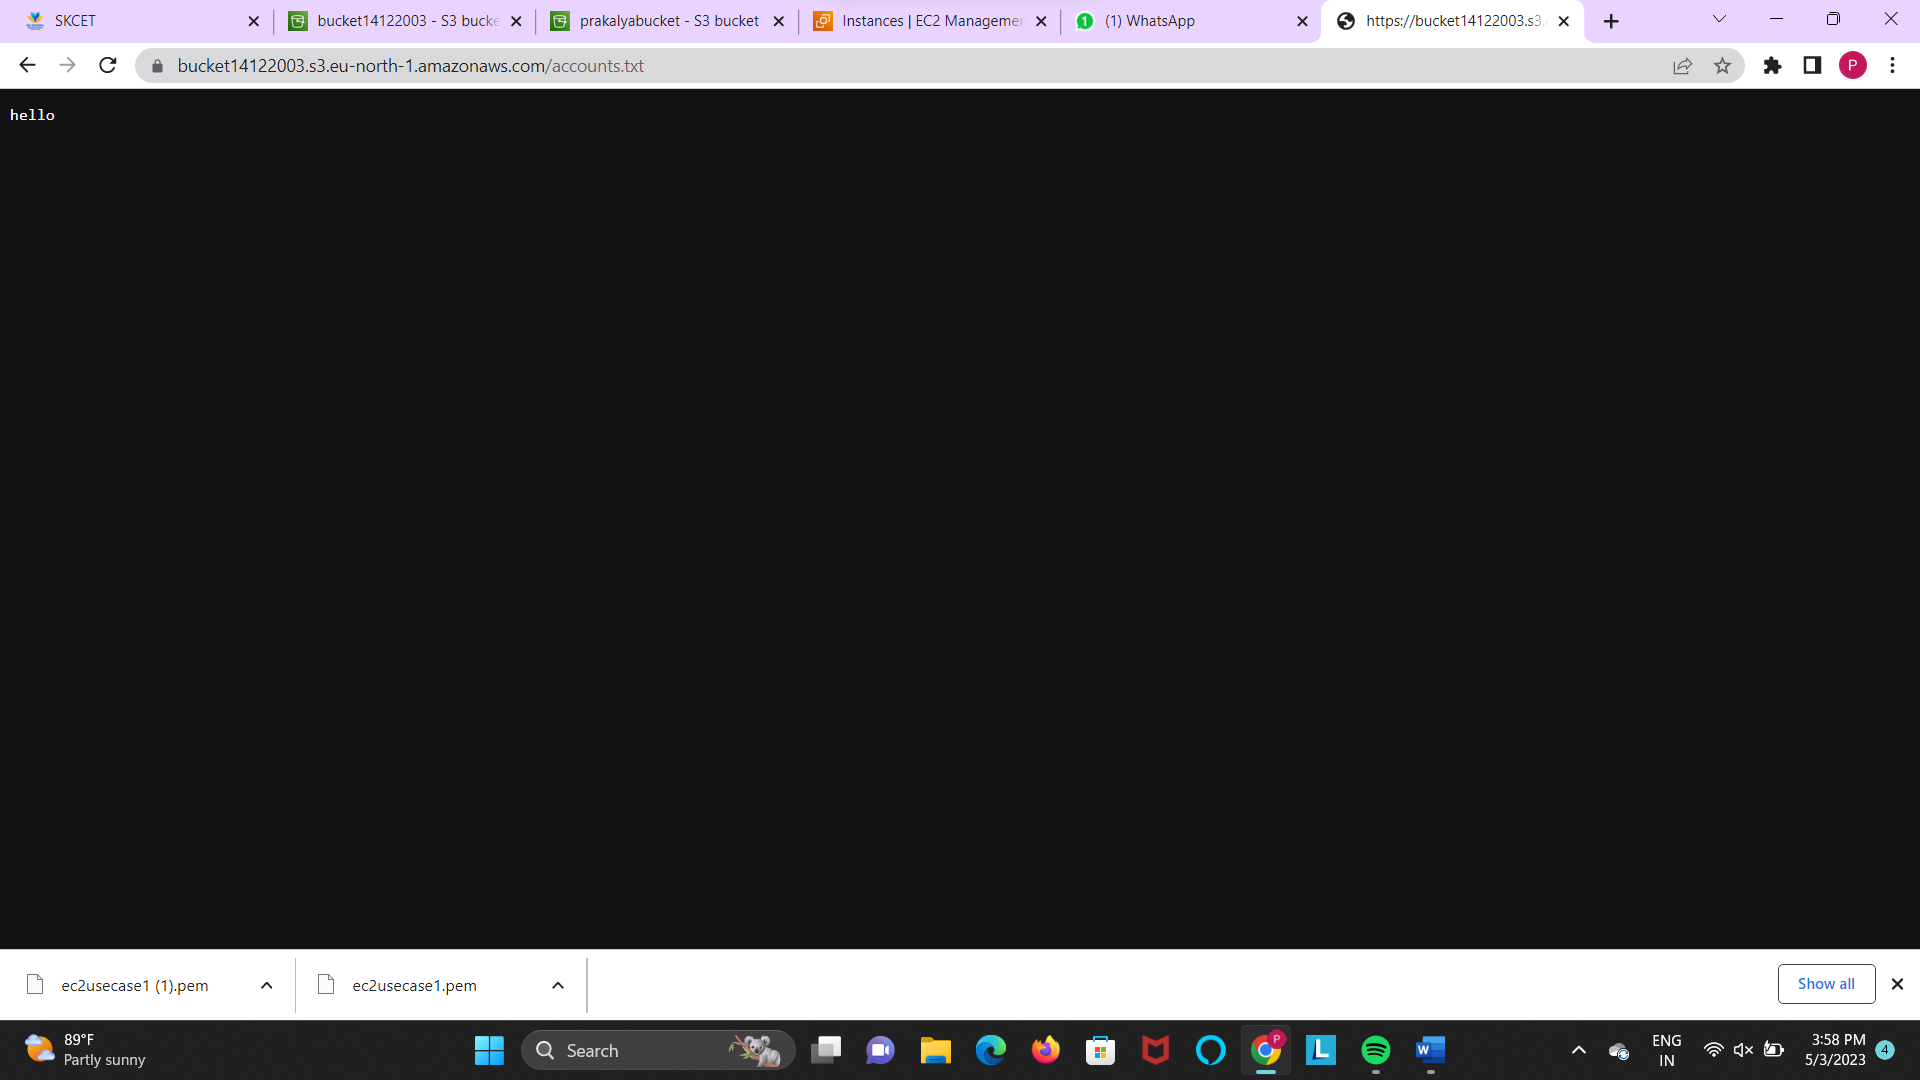 SKCET
bucket14122003 - S3 bucke
prakalyabucket - S3 bucket
Instances | EC2 Managemen
1
(1) WhatsApp
https://bucket14122003.s3.
bucket14122003.s3.eu-north-1.amazonaws.com/accounts.txt
P
hello
ec2usecase1 (1).pem
ec2usecase1.pem
Show all
89°F
Partly sunny
Search
P
L
W
ENG
IN
3:58 PM
5/3/2023
4